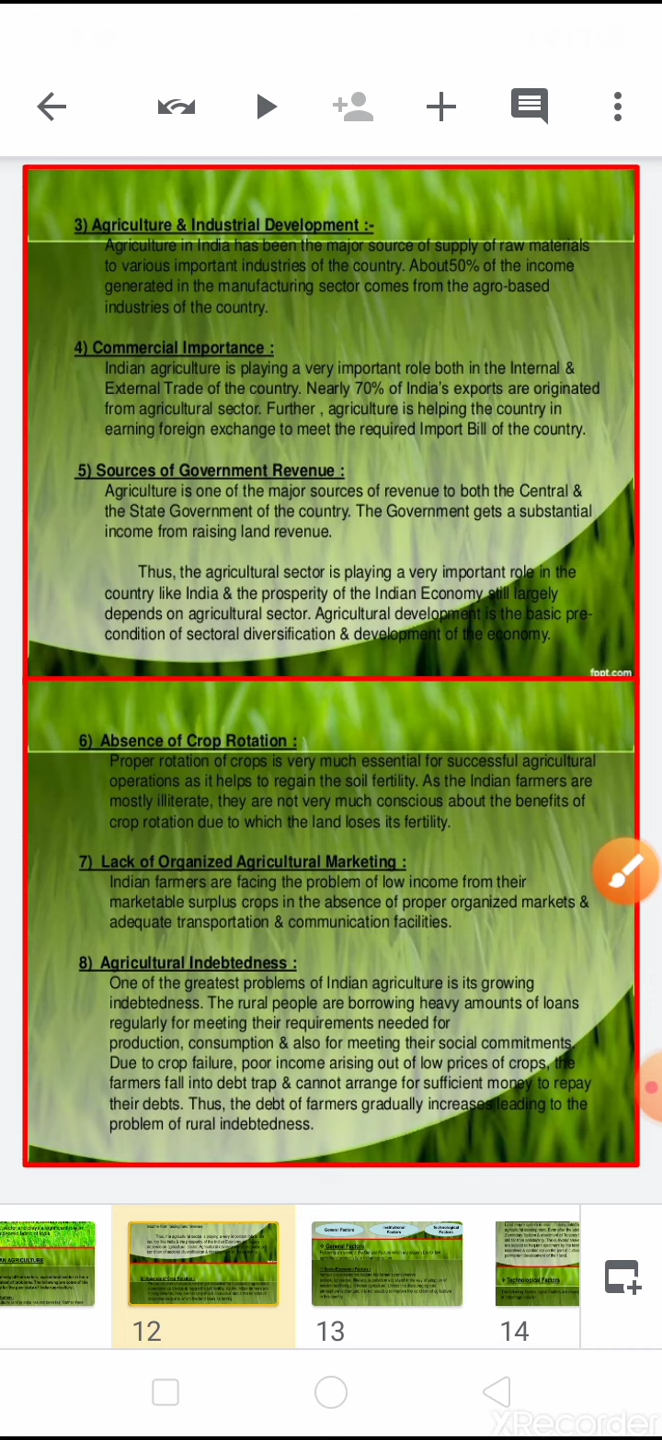 3) Agriculture & Industrial Development :-
Agriculture in India has been the major source of supply of raw materials
to various important industries of the country. About50% of the income
generated in the manufacturing sector comes from the agro-based
industries of the country.
4) Commercial Importance :
Indian agriculture is playing a very important role both in the Internal &
External Trade of the country. Nearly 70% of India's exports are originated
from agricultural sector. Further , agriculture is helping the country in
earning foreign exchange to meet the required Import Bill of the country.
5) Sources of Government Revenue :
Agriculture is one of the major sources of revenue to both the Central &
the State Government of the country. The Government gets a substantial
income from raising land revenue.
Thus, the agricultural sector is playing a very important role in the
country like India & the prosperity of the Indian Economy still largely
depends on agricultural sector. Agricultural development is the basic pre-
condition of sectoral diversification & development of the economy.
fppt.com
6) Absence of Crop Rotation :
Proper rotation of crops is very much essential for successful agricultural
operations as it helps to regain the soil fertility. As the Indian farmers are
mostly illiterate, they are not very much conscious about the benefits of
crop rotation due to which the land loses its fertility.
7) Lack of Organized Agricultural Marketing :
Indian farmers are facing the problem of low income from their
marketable surplus crops in the absence of proper organized markets &
adequate transportation & communication facilities.
8) Agricultural Indebtedness :
One of the greatest problems of Indian agriculture is its growing
indebtedness. The rural people are borrowing heavy amounts of loans
regularly for meeting their requirements needed for
production, consumption & also for meeting their social commitments.
Due to crop failure, poor income arising out of low prices of crops, the
farmers fall into debt trap & cannot arrange for sufficient money to repay
their debts. Thus, the debt of farmers gradually increases leading to the
problem of rural indebtedness.
General Factors
Institutional Factors
Technological Factors
General Factors
Technological Factors
12
13
14
XRecorder